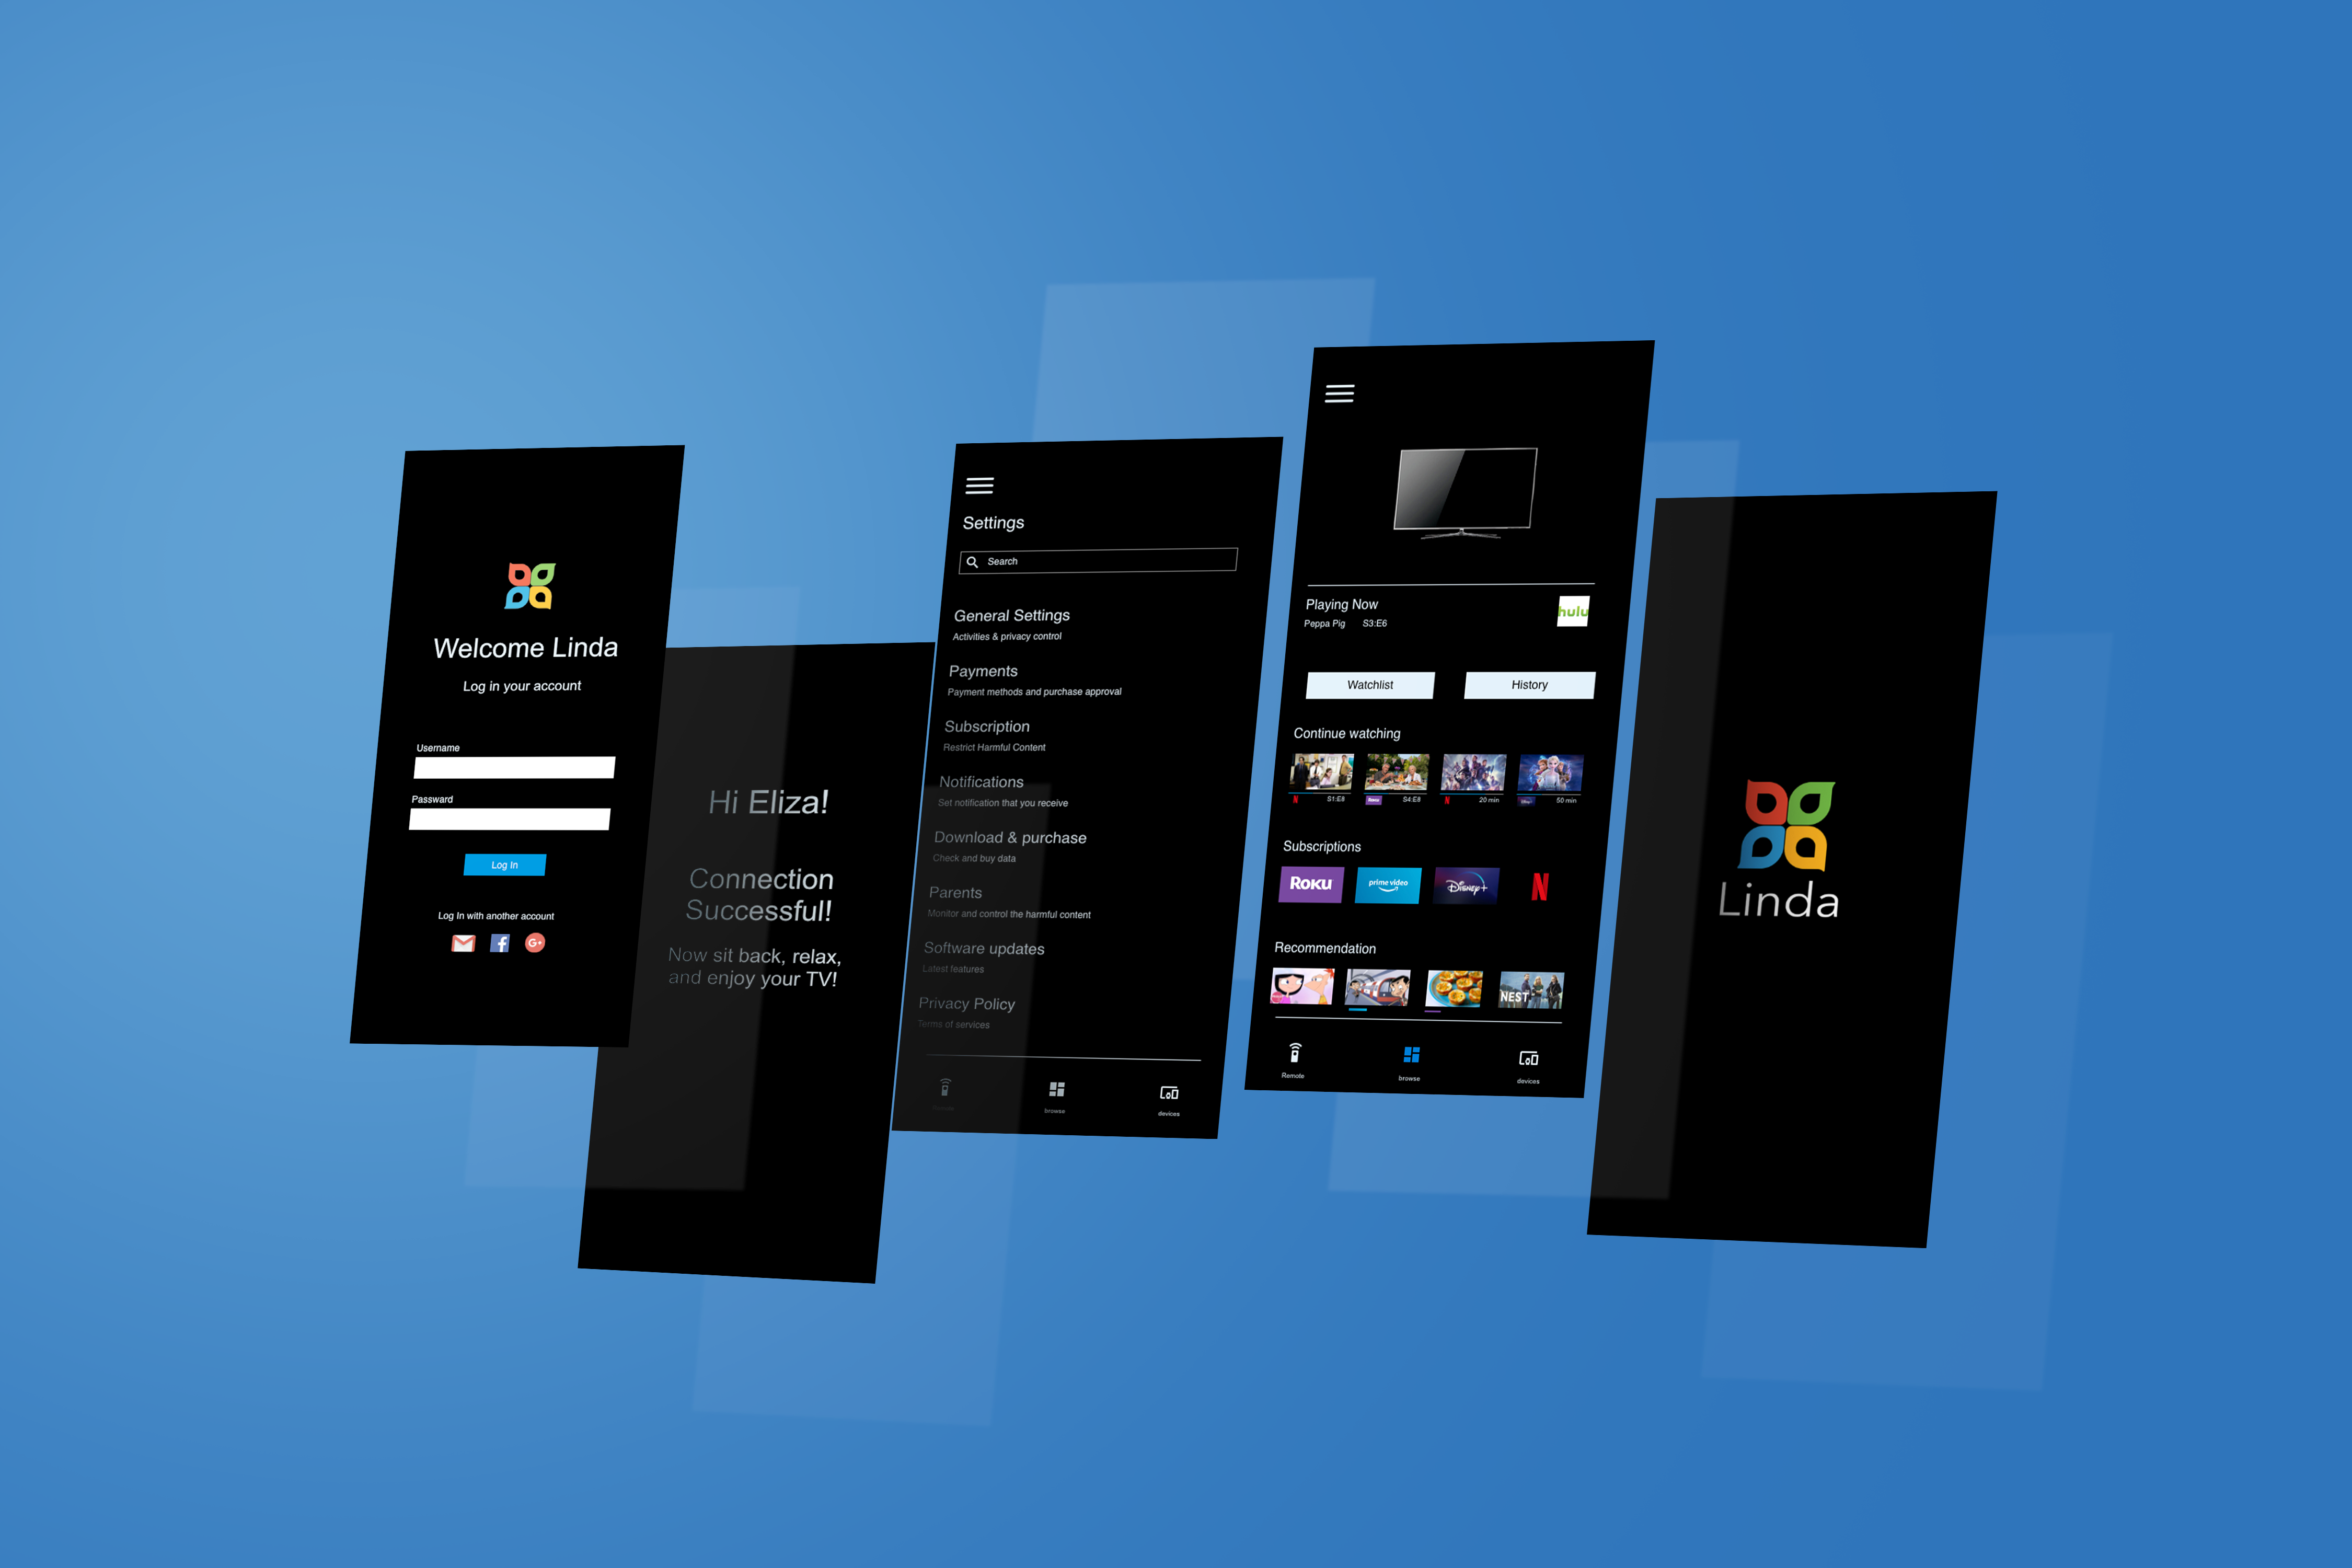 Welcome Linda
Log in your account
Username
Password
Log In
Log In with another account
G+
Hi Eliza!
Connection
Successful!
Now sit back, relax,
and enjoy your TV!
Settings
Search
General Settings
Activities & privacy control
Payments
Payment methods and purchase approval
Subscription
Restrict Harmful Content
Notifications
Set notification that you receive
Download & purchase
Check and buy data
Parents
Monitor and control the harmful content
Software updates
Latest features
Privacy Policy
Terms of services
Remote browse devices
Playing Now
hulu
Peppa Pig S3:E6
Watchlist History
Continue watching
N S1:E8 Roku S4:E8 N 20 min Disney+ 50 min
Subscriptions
Roku prime video Disney+ N
Recommendation
NEST
Remote browse devices
Linda